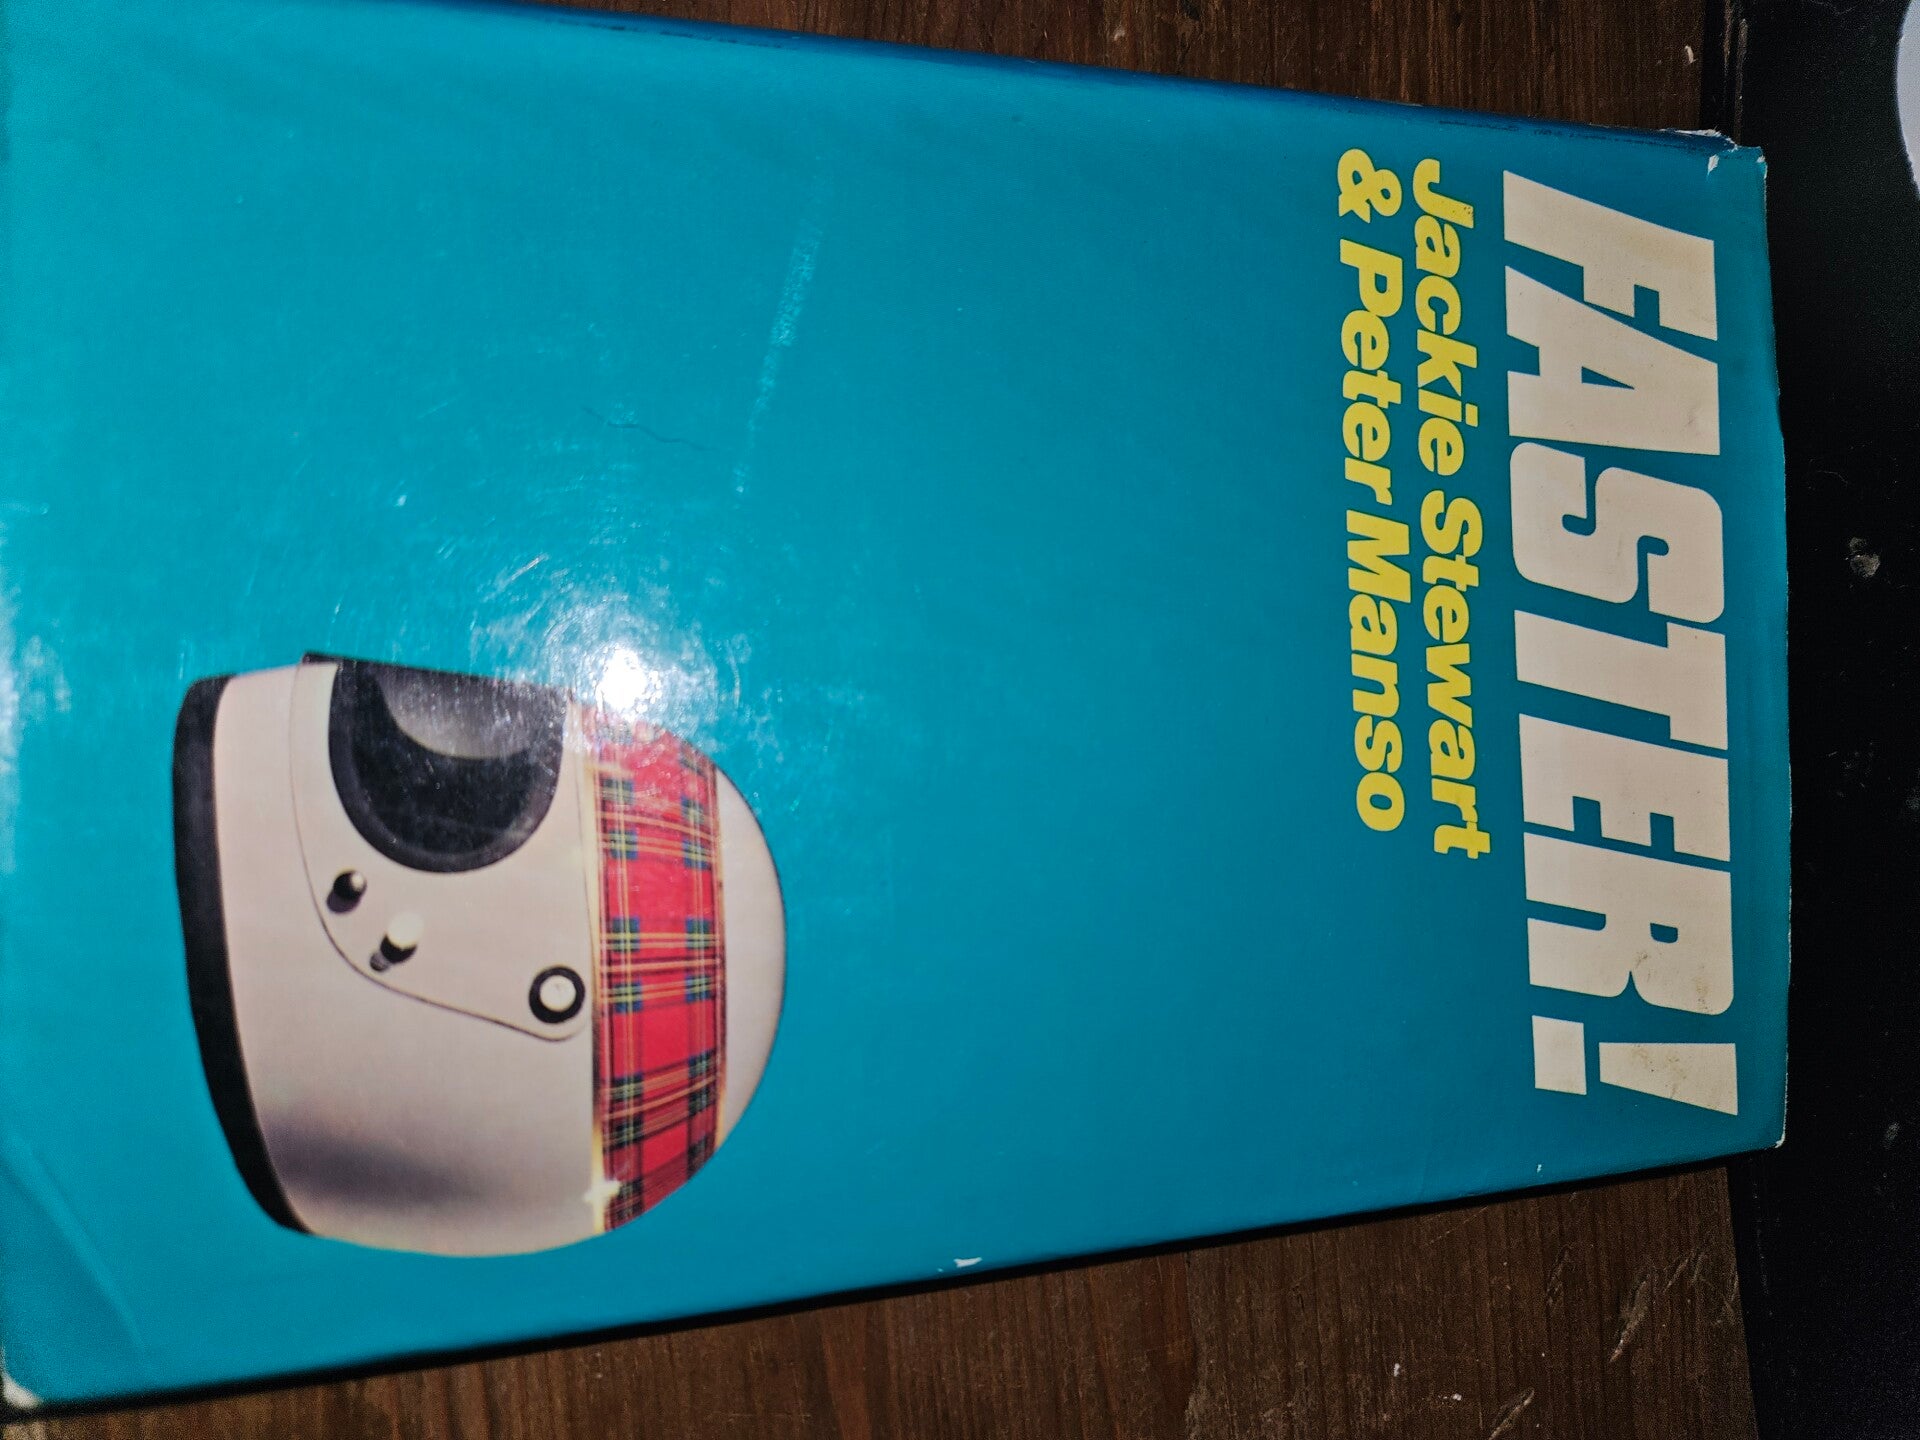 FASTER!
Jackie Stewart
& Peter Manso